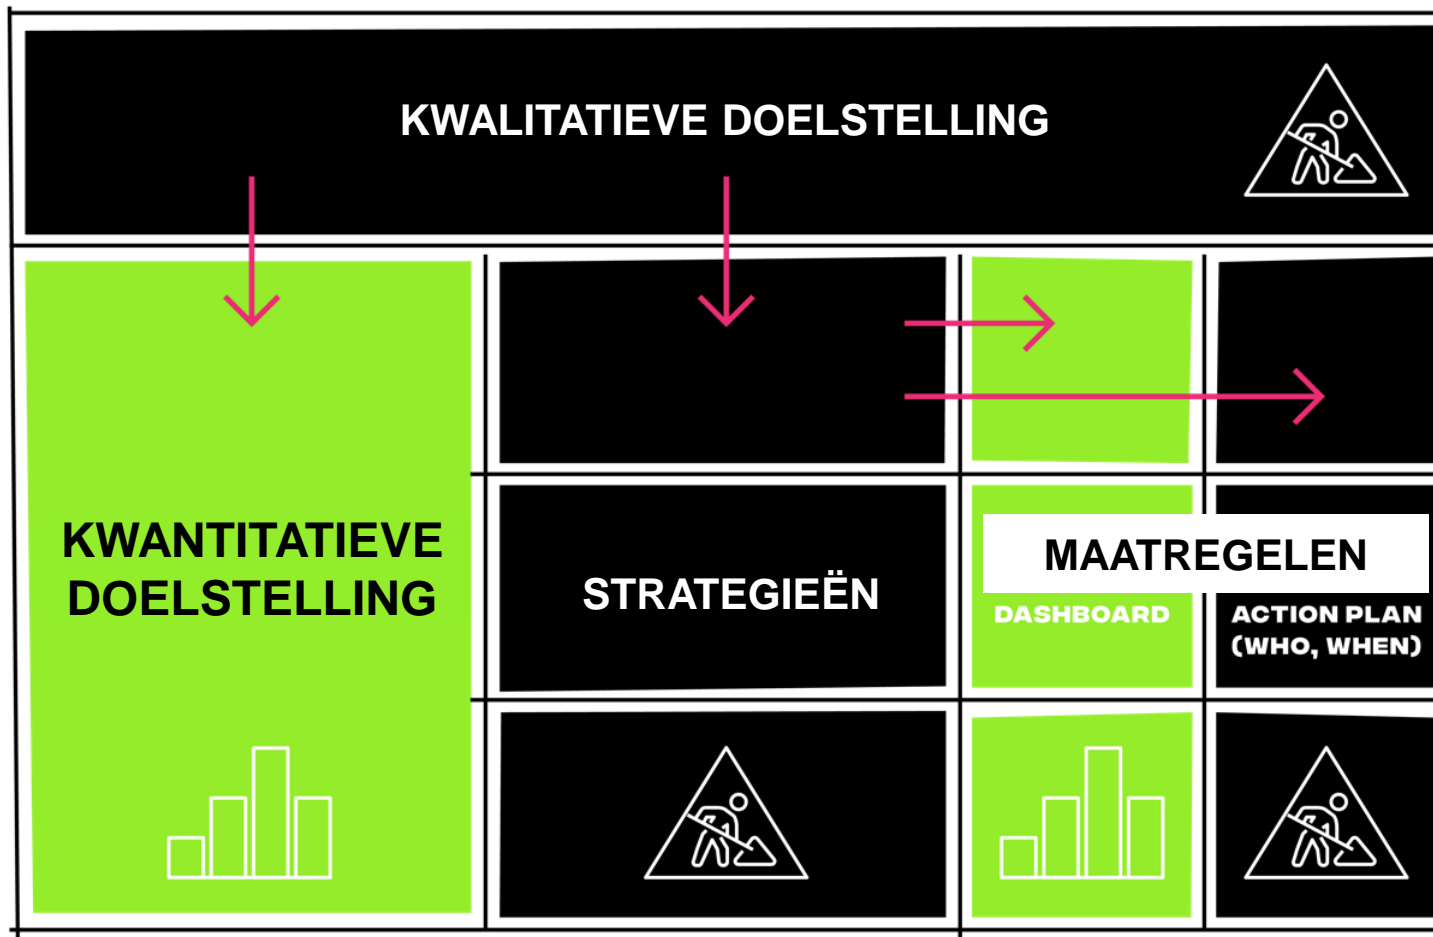 KWALITATIEVE DOELSTELLING
KWANTITATIEVE
DOELSTELLING
STRATEGIEËN
MAATREGELEN
DASHBOARD
ACTION PLAN
(WHO, WHEN)